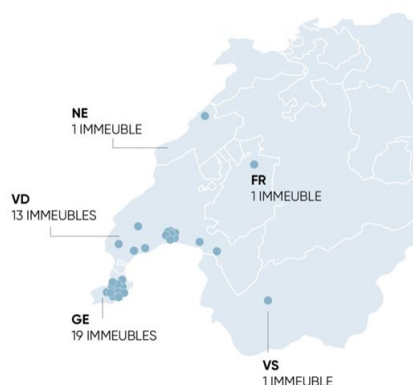 NE
1 IMMEUBLE
FR
1 IMMEUBLE
VD
13 IMMEUBLES
GE
19 IMMEUBLES
VS
1 IMMEUBLE